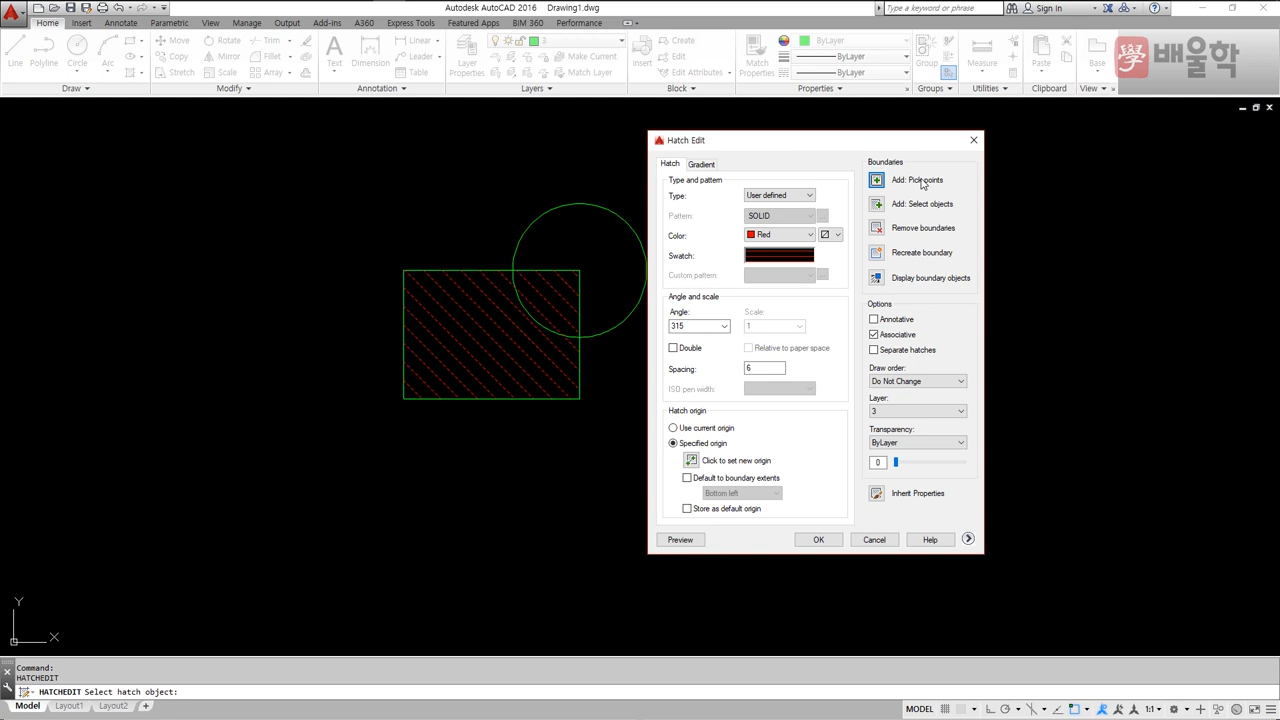 Autodesk AutoCAD 2016 Drawing1.dwg
Type a keyword or phrase
Sign In
Home Insert Annotate Parametric View Manage Output Add-ins A360 Express Tools Featured Apps BIM 360 Performance
Line Polyline Circle Arc
Move Rotate Trim
Copy Mirror Fillet
Stretch Scale Array
Text Dimension
Linear
Leader
Table
Layer Properties
3
Make Current
Match Layer
Insert
Create
Edit
Edit Attributes
Match Properties
ByLayer
ByLayer
ByLayer
Group
Measure
Paste
Base
學 배울학
Draw Modify Annotation Layers Block Properties Groups Utilities Clipboard View
Hatch Edit
Hatch Gradient
Type and pattern
Type: User defined
Pattern: SOLID
Color: Red
Swatch:
Custom pattern:
Angle and scale
Angle: Scale:
315 1
Double Relative to paper space
Spacing: 6
ISO pen width:
Hatch origin
Use current origin
Specified origin
Click to set new origin
Default to boundary extents
Bottom left
Store as default origin
Boundaries
Add: Pick points
Add: Select objects
Remove boundaries
Recreate boundary
Display boundary objects
Options
Annotative
Associative
Separate hatches
Draw order:
Do Not Change
Layer:
3
Transparency:
ByLayer
0
Inherit Properties
Preview OK Cancel Help
Y
X
Command:
HATCHEDIT
HATCHEDIT Select hatch object:
Model Layout1 Layout2 +
MODEL 1:1